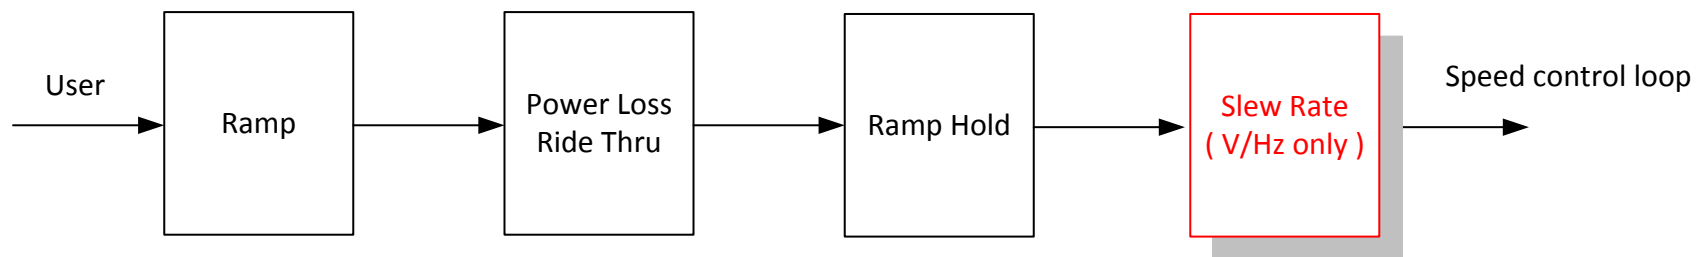 User
Ramp
Power Loss
Ride Thru
Ramp Hold
Slew Rate
( V/Hz only )
Speed control loop